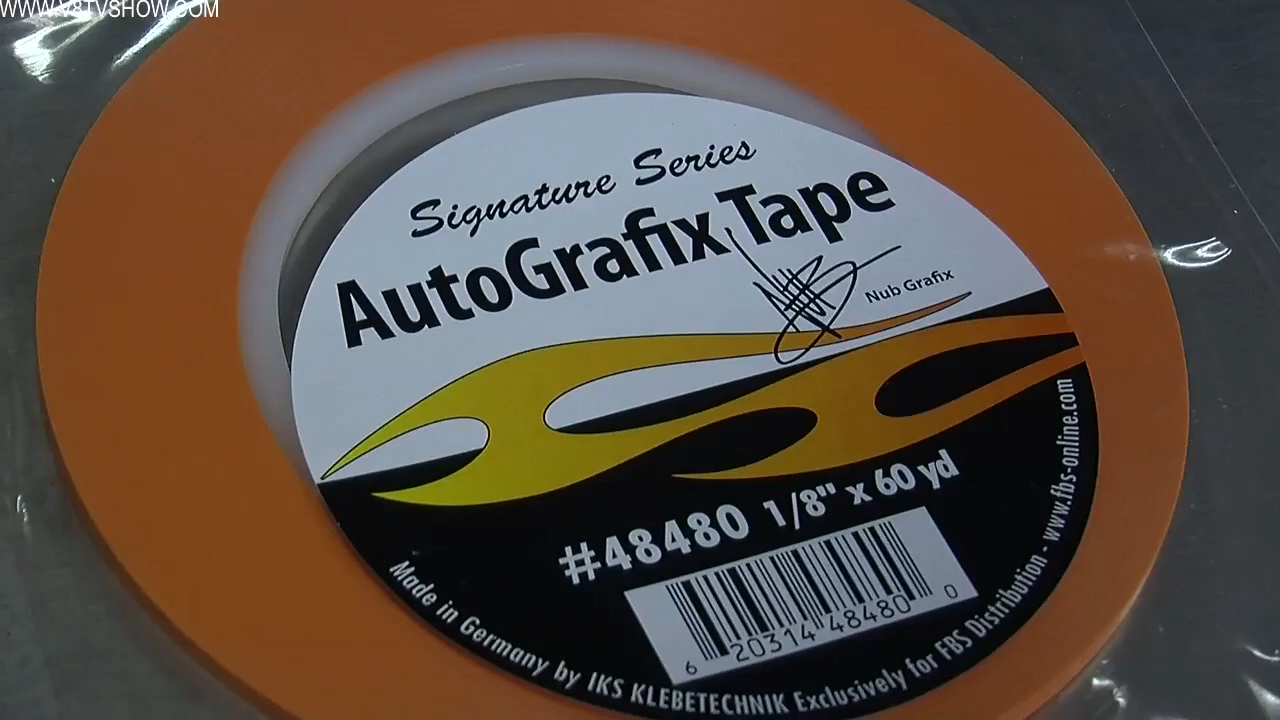 WWW.V8TVSHOW.COM
Signature Series
AutoGrafix Tape
Nub Grafix
#48480 1/8" x 60 yd
6 20314 48480 0
Made in Germany by IKS KLEBETECHNIK Exclusively for FBS Distribution - www.fbs-online.com